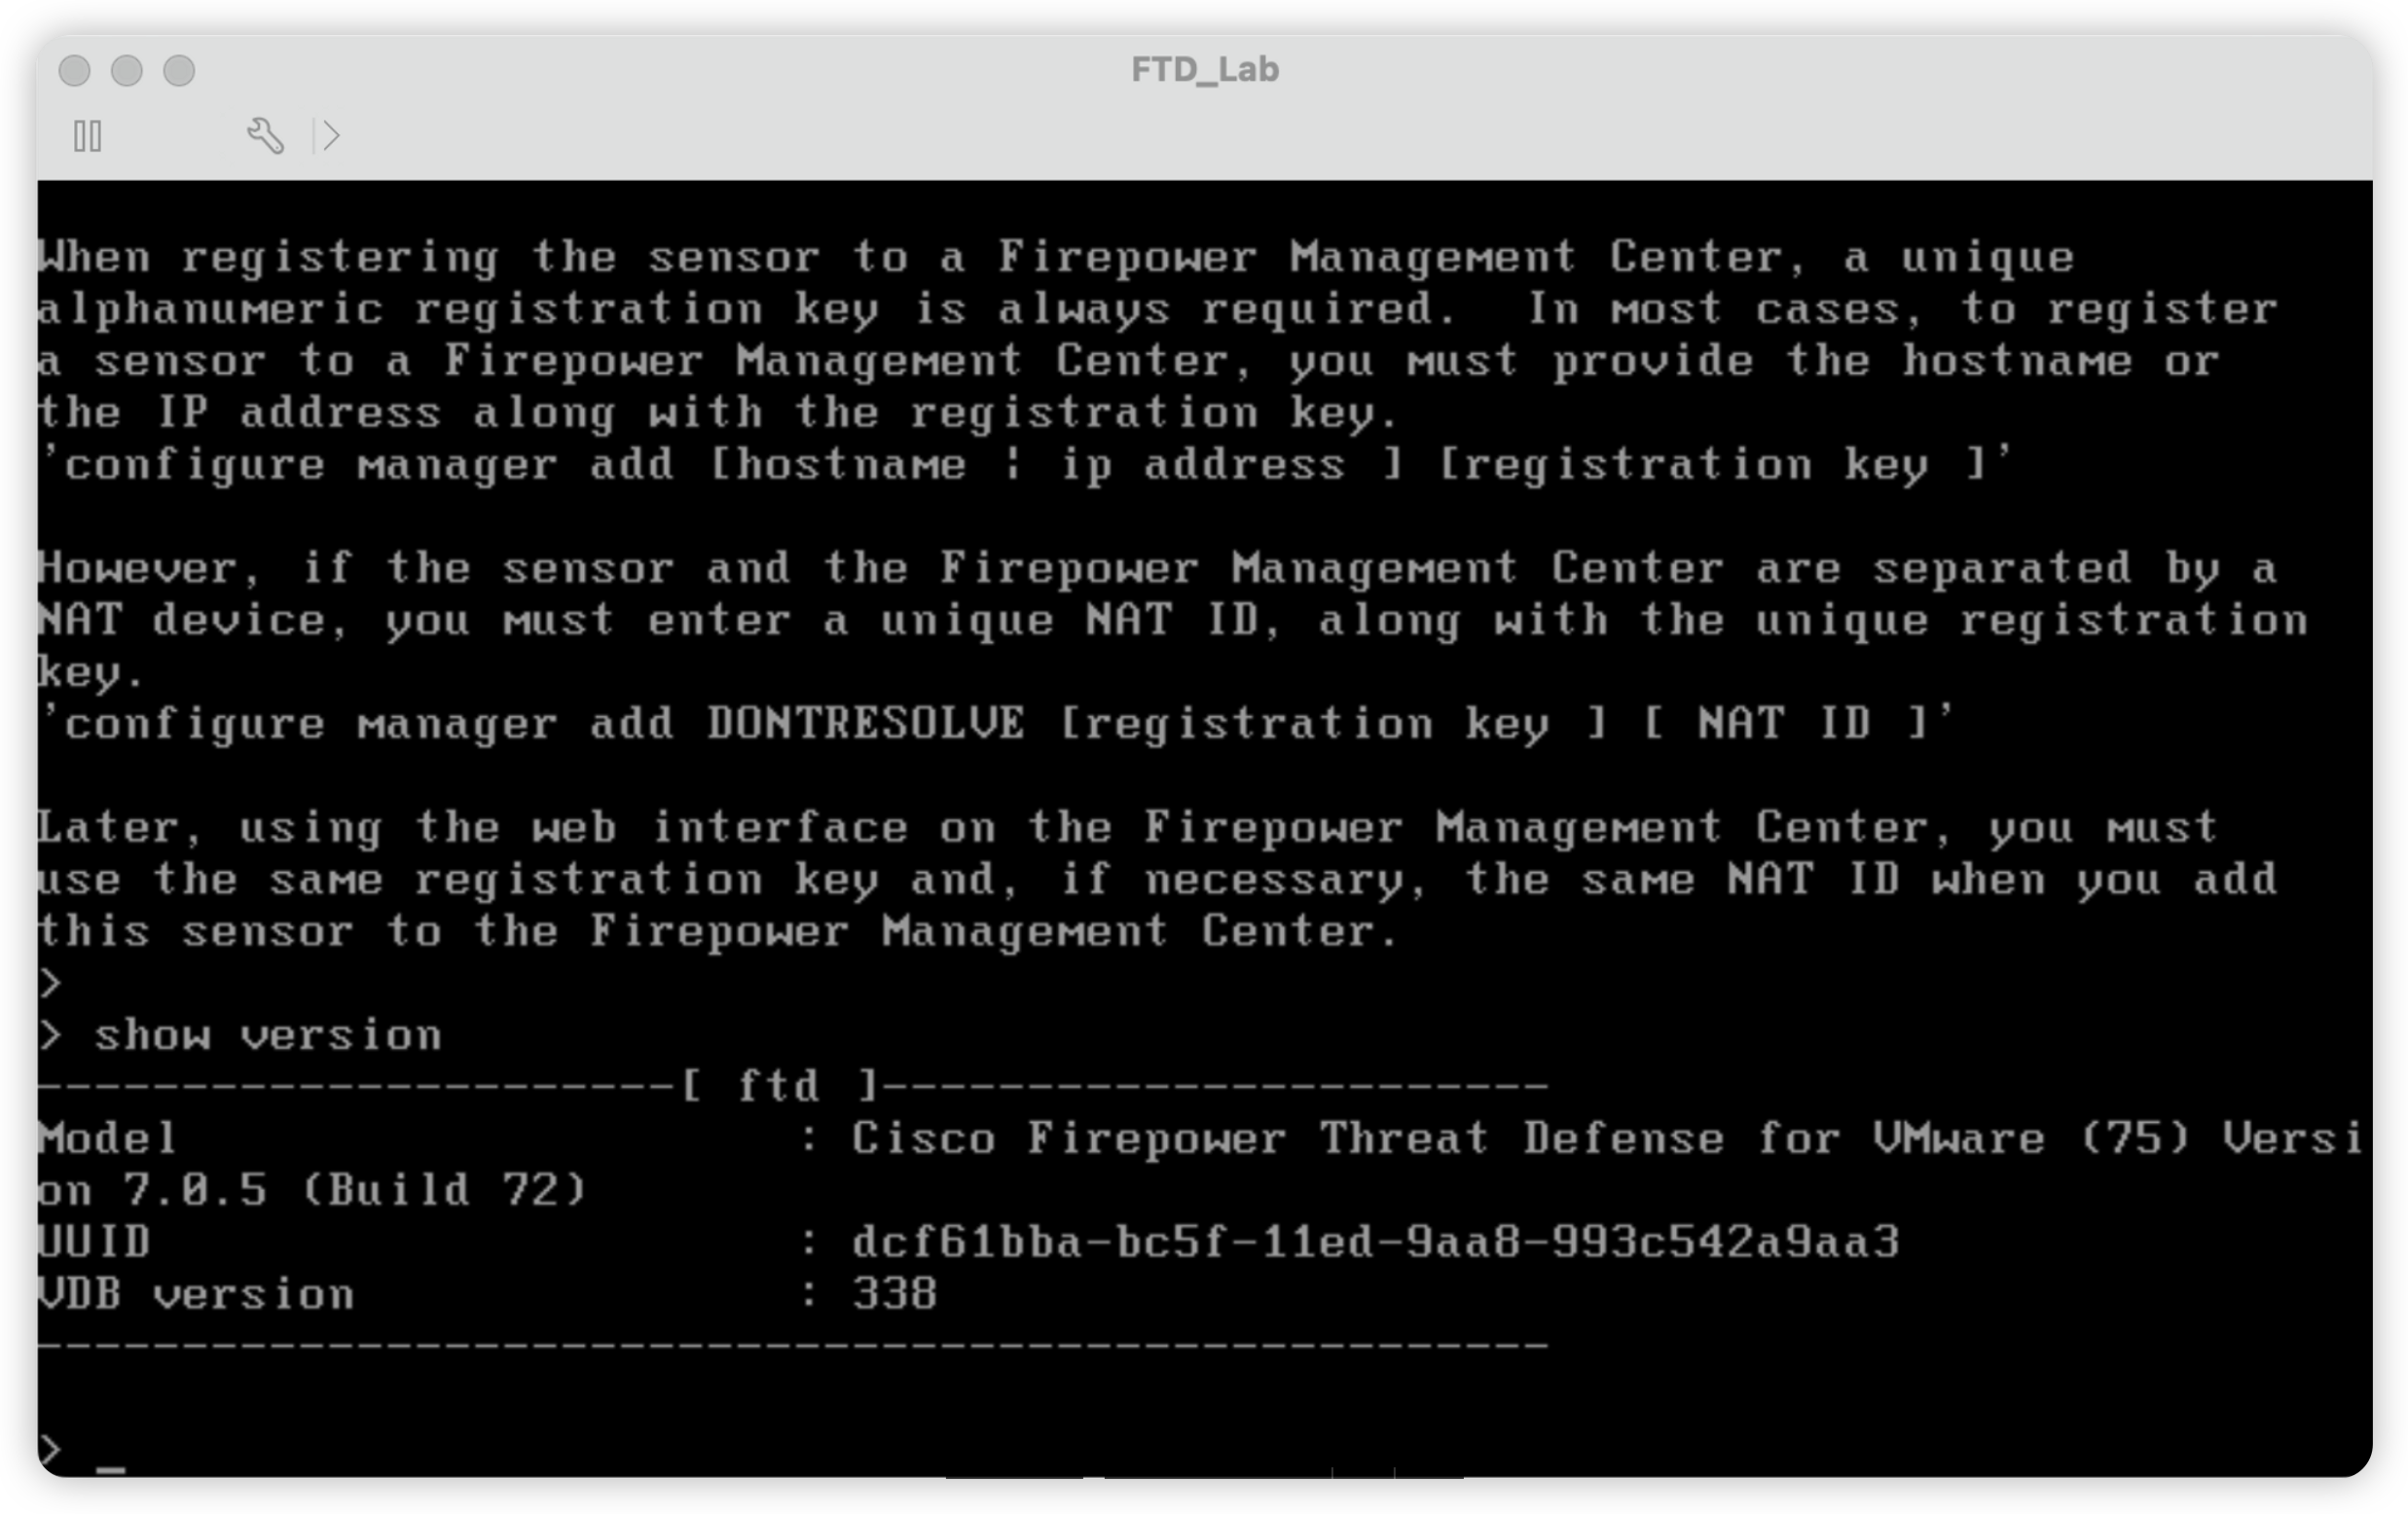 FTD_Lab
When registering the sensor to a Firepower Management Center, a unique
alphanumeric registration key is always required.  In most cases, to register
a sensor to a Firepower Management Center, you must provide the hostname or
the IP address along with the registration key.
'configure manager add [hostname | ip address ] [registration key ]'
However, if the sensor and the Firepower Management Center are separated by a
NAT device, you must enter a unique NAT ID, along with the unique registration
key.
'configure manager add DONTRESOLVE [registration key ] [ NAT ID ]'
Later, using the web interface on the Firepower Management Center, you must
use the same registration key and, if necessary, the same NAT ID when you add
this sensor to the Firepower Management Center.
>
> show version
----------------------[ ftd ]-----------------------
Model                     : Cisco Firepower Threat Defense for VMware (75) Versi
on 7.0.5 (Build 72)
UUID                      : dcf61bba-bc5f-11ed-9aa8-993c542a9aa3
VDB version               : 338
----------------------------------------------------
> _